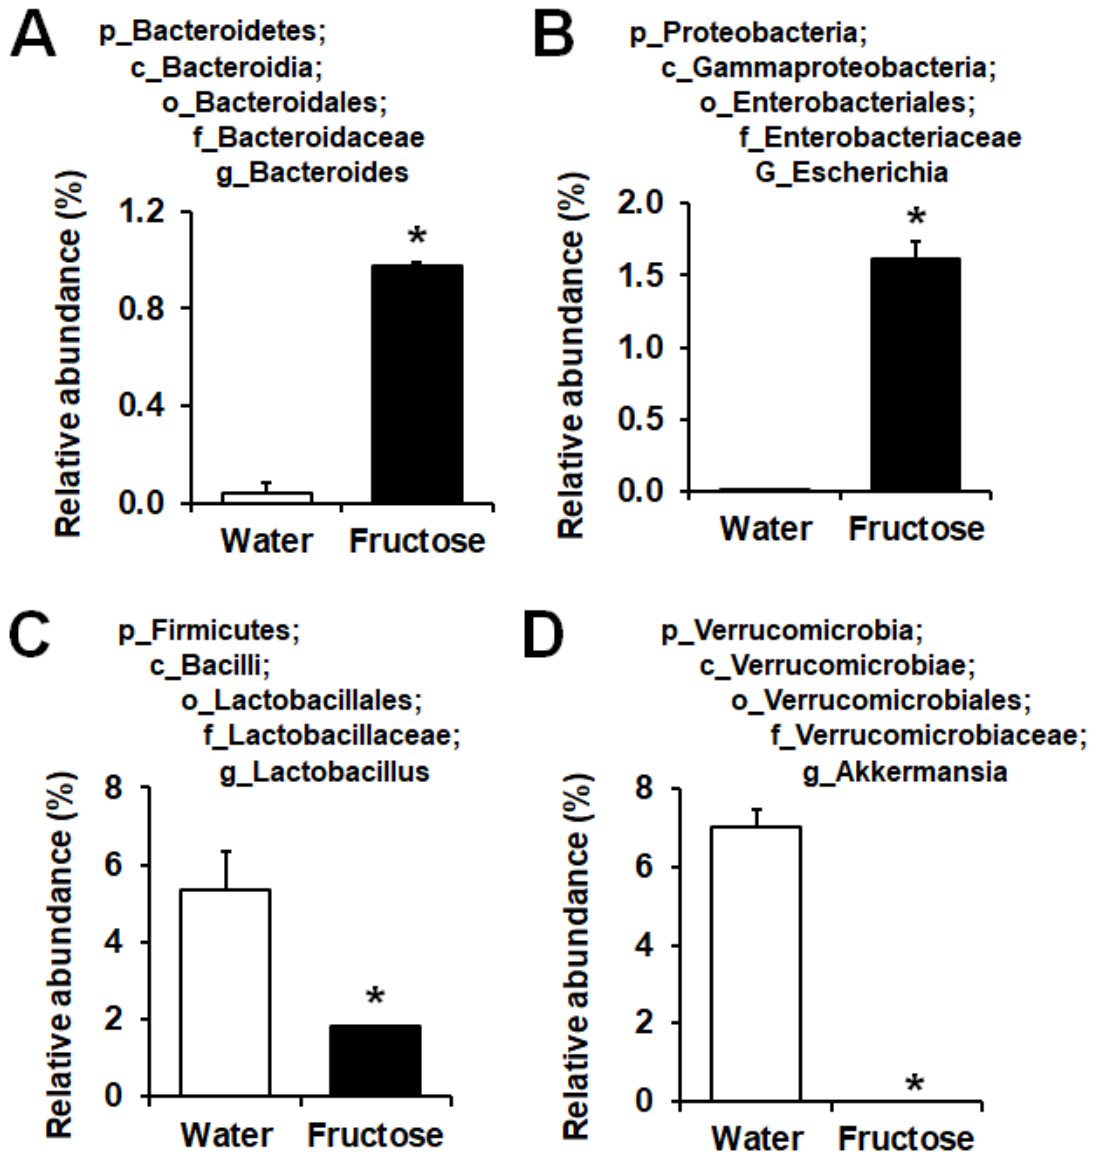 A
p_Bacteroidetes;
c_Bacteroidia;
o_Bacteroidales;
f_Bacteroidaceae
g_Bacteroides
Relative abundance (%)
1.2
0.8
0.4
0.0
*
Water Fructose
B
p_Proteobacteria;
c_Gammaproteobacteria;
o_Enterobacteriales;
f_Enterobacteriaceae
G_Escherichia
Relative abundance (%)
2.0
1.5
1.0
0.5
0.0
*
Water Fructose
C
p_Firmicutes;
c_Bacilli;
o_Lactobacillales;
f_Lactobacillaceae;
g_Lactobacillus
Relative abundance (%)
8
6
4
2
0
*
Water Fructose
D
p_Verrucomicrobia;
c_Verrucomicrobiae;
o_Verrucomicrobiales;
f_Verrucomicrobiaceae;
g_Akkermansia
Relative abundance (%)
8
6
4
2
0
*
Water Fructose